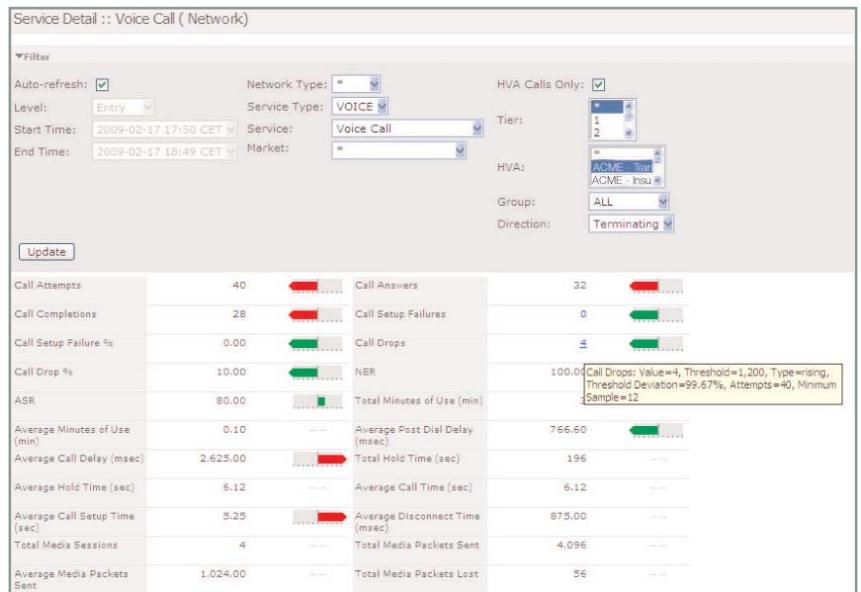 Service Detail :: Voice Call ( Network)
▼Filter
Auto-refresh: Network Type: * HVA Calls Only:
Level: Entry Service Type: VOICE Tier: * 1 2
Start Time: 2009-02-17 17:50 CET Service: Voice Call
End Time: 2009-02-17 18:49 CET Market: * HVA: * ACME - Tran ACME - Insu
Group: ALL
Direction: Terminating
Update
Call Attempts 40 Call Answers 32
Call Completions 28 Call Setup Failures 0
Call Setup Failure % 0.00 Call Drops 4
Call Drop % 10.00 NER 100.00
Call Drops: Value=4, Threshold=1,200, Type=rising,
Threshold Deviation=99.67%, Attempts=40, Minimum
Sample=12
ASR 80.00 Total Minutes of Use (min)
Average Minutes of Use (min) 0.10 -- -- Average Post Dial Delay (msec) 766.60
Average Call Delay (msec) 2.625.00 Total Hold Time (sec) 196 -- --
Average Hold Time (sec) 6.12 -- -- Average Call Time (sec) 6.12 -- --
Average Call Setup Time (sec) 5.25 Average Disconnect Time (msec) 875.00 -- --
Total Media Sessions 4 -- -- Total Media Packets Sent 4.096 -- --
Average Media Packets Sent 1,024.00 -- -- Total Media Packets Lost 56 -- --